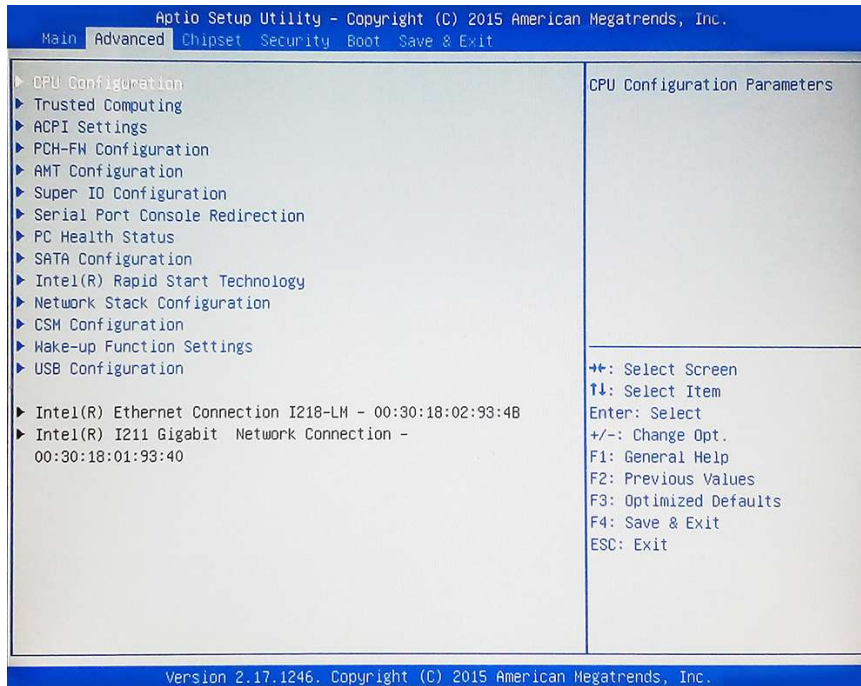 Aptio Setup Utility - Copyright (C) 2015 American Megatrends, Inc.
Main Advanced Chipset Security Boot Save & Exit
CPU Configuration
Trusted Computing
ACPI Settings
PCH-FW Configuration
AMT Configuration
Super IO Configuration
Serial Port Console Redirection
PC Health Status
SATA Configuration
Intel(R) Rapid Start Technology
Network Stack Configuration
CSM Configuration
Wake-up Function Settings
USB Configuration
Intel(R) Ethernet Connection I218-LM - 00:30:18:02:93:4B
Intel(R) I211 Gigabit Network Connection -
00:30:18:01:93:40
CPU Configuration Parameters
→←: Select Screen
↑↓: Select Item
Enter: Select
+/-: Change Opt.
F1: General Help
F2: Previous Values
F3: Optimized Defaults
F4: Save & Exit
ESC: Exit
Version 2.17.1246. Copyright (C) 2015 American Megatrends, Inc.